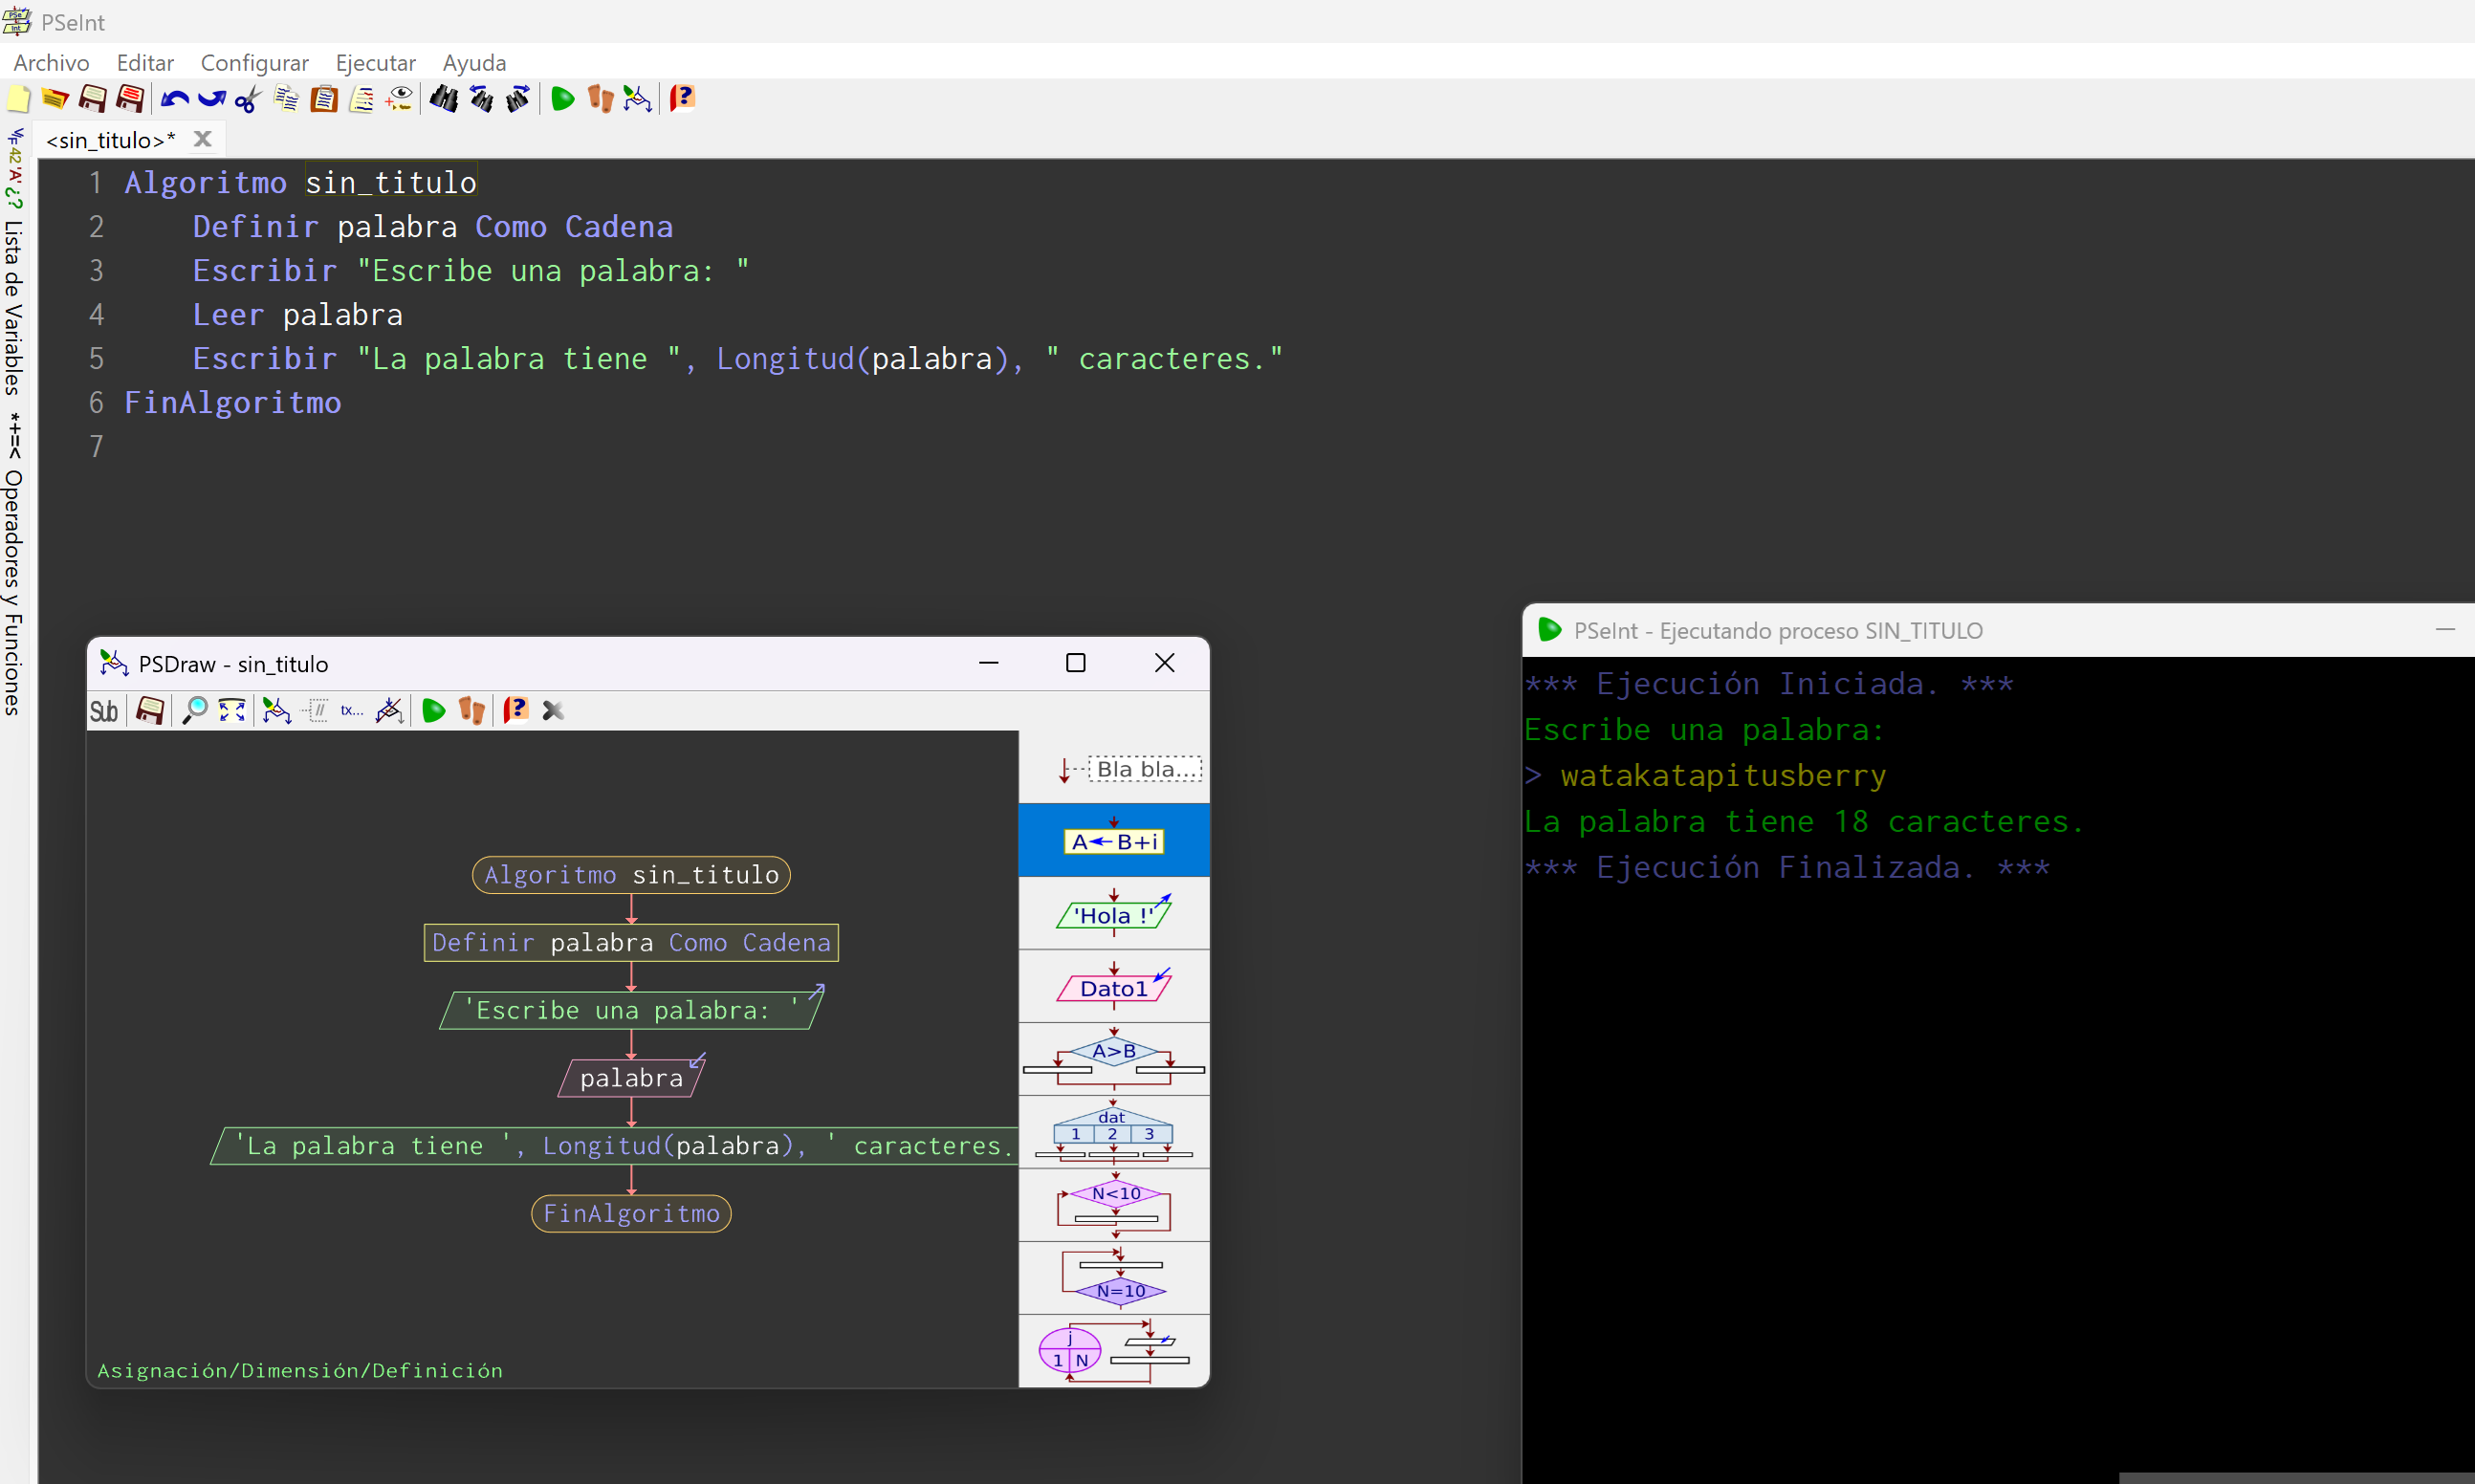 PSeInt
Archivo Editar Configurar Ejecutar Ayuda
<sin_titulo>*
V/F 42 'A' ¿? Lista de Variables *+=< Operadores y Funciones
1 Algoritmo sin_titulo
2 Definir palabra Como Cadena
3 Escribir "Escribe una palabra: "
4 Leer palabra
5 Escribir "La palabra tiene ", Longitud(palabra), " caracteres."
6 FinAlgoritmo
7
PSDraw - sin_titulo
Sub tx...
Algoritmo sin_titulo
Definir palabra Como Cadena
'Escribe una palabra: '
palabra
'La palabra tiene ', Longitud(palabra), ' caracteres.
FinAlgoritmo
Asignación/Dimensión/Definición
Bla bla...
A←B+i
'Hola !'
Dato1
A>B
dat
1 2 3
N<10
N=10
j
1 N
PSeInt - Ejecutando proceso SIN_TITULO
*** Ejecución Iniciada. ***
Escribe una palabra:
> watakatapitusberry
La palabra tiene 18 caracteres.
*** Ejecución Finalizada. ***